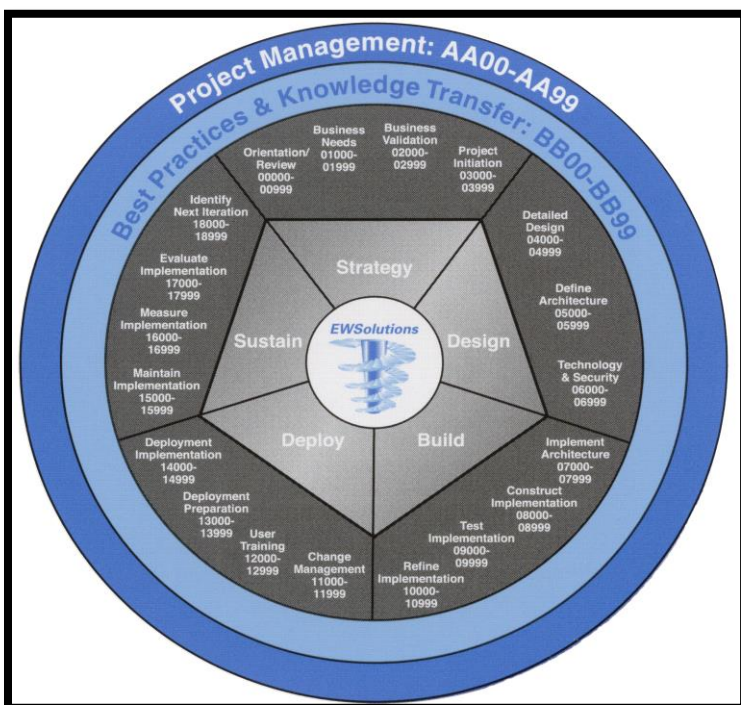 Project Management: AA00-AA99
Best Practices & Knowledge Transfer: BB00-BB99
Orientation/
Review
00000-
00999
Business
Needs
01000-
01999
Business
Validation
02000-
02999
Project
Initiation
03000-
03999
Detailed
Design
04000-
04999
Define
Architecture
05000-
05999
Technology
& Security
06000-
06999
Implement
Architecture
07000-
07999
Construct
Implementation
08000-
08999
Test
Implementation
09000-
09999
Refine
Implementation
10000-
10999
Change
Management
11000-
11999
User
Training
12000-
12999
Deployment
Preparation
13000-
13999
Deployment
Implementation
14000-
14999
Maintain
Implementation
15000-
15999
Measure
Implementation
16000-
16999
Evaluate
Implementation
17000-
17999
Identify
Next Iteration
18000-
18999
Strategy
Design
Build
Deploy
Sustain
EWSolutions